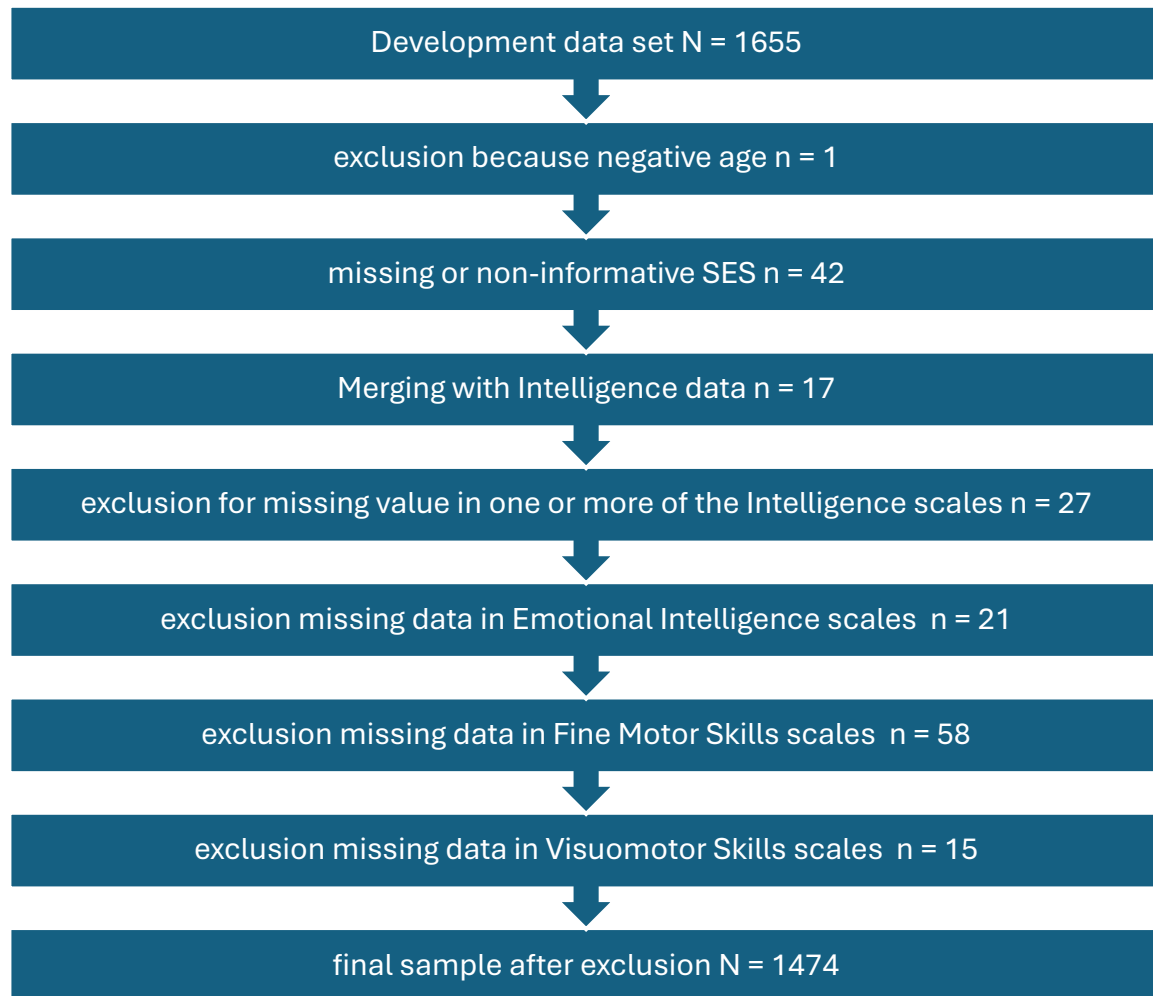 Development data set N = 1655
exclusion because negative age n = 1
missing or non-informative SES n = 42
Merging with Intelligence data n = 17
exclusion for missing value in one or more of the Intelligence scales n = 27
exclusion missing data in Emotional Intelligence scales  n = 21
exclusion missing data in Fine Motor Skills scales  n = 58
exclusion missing data in Visuomotor Skills scales  n = 15
final sample after exclusion N = 1474